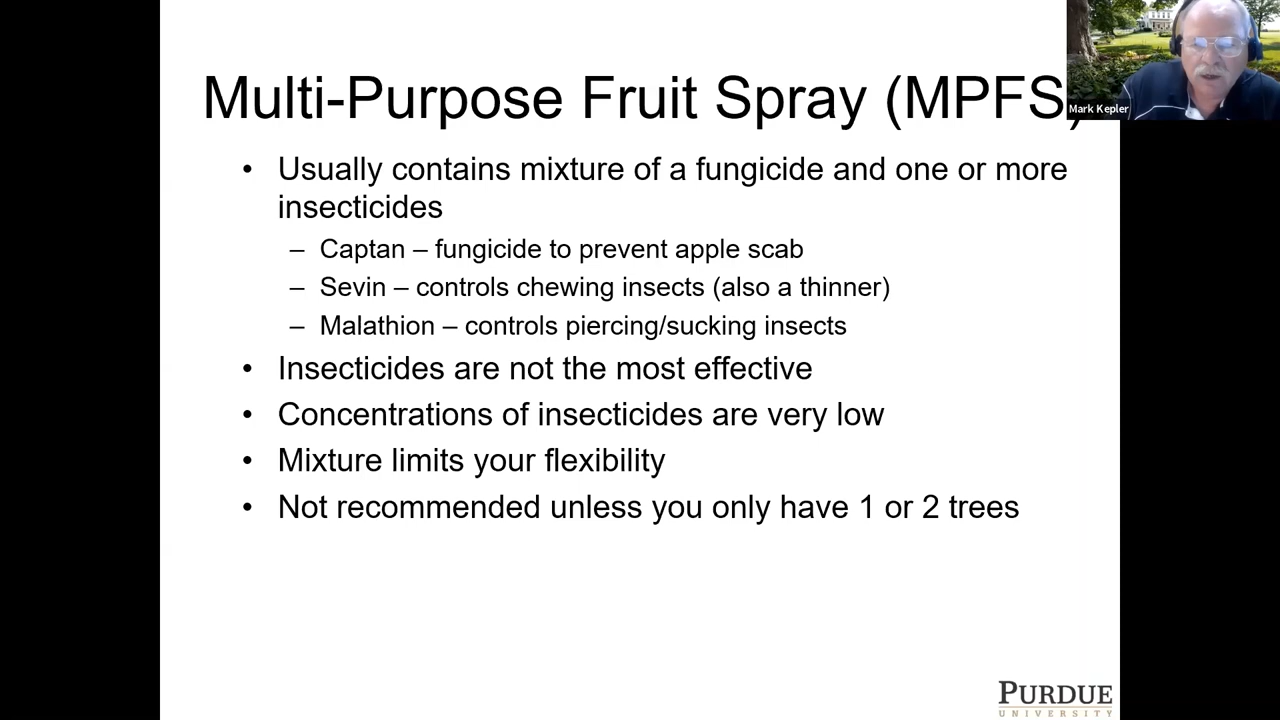 Multi-Purpose Fruit Spray (MPFS)
Mark Kepler
• Usually contains mixture of a fungicide and one or more
insecticides
– Captan – fungicide to prevent apple scab
– Sevin – controls chewing insects (also a thinner)
– Malathion – controls piercing/sucking insects
• Insecticides are not the most effective
• Concentrations of insecticides are very low
• Mixture limits your flexibility
• Not recommended unless you only have 1 or 2 trees
PURDUE
UNIVERSITY